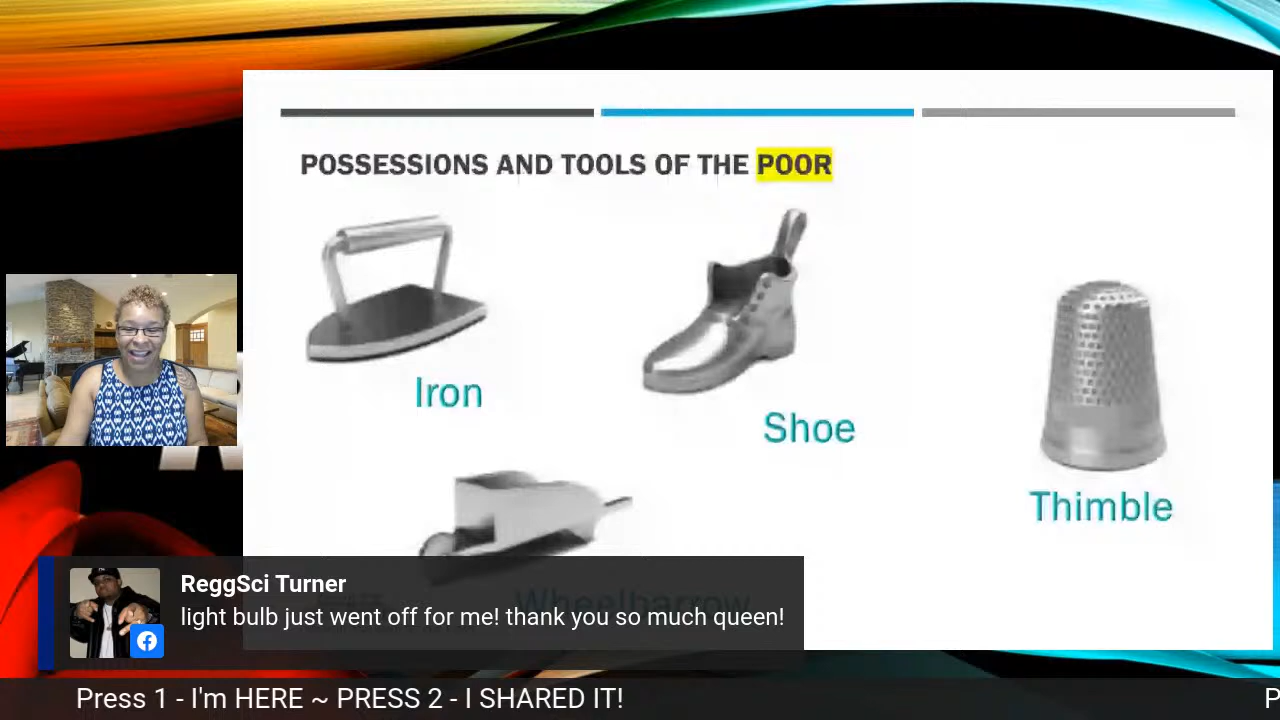 POSSESSIONS AND TOOLS OF THE POOR
Iron
Shoe
Thimble
Wheelbarrow
ReggSci Turner
light bulb just went off for me! thank you so much queen!
Press 1 - I'm HERE ~ PRESS 2 - I SHARED IT!
P